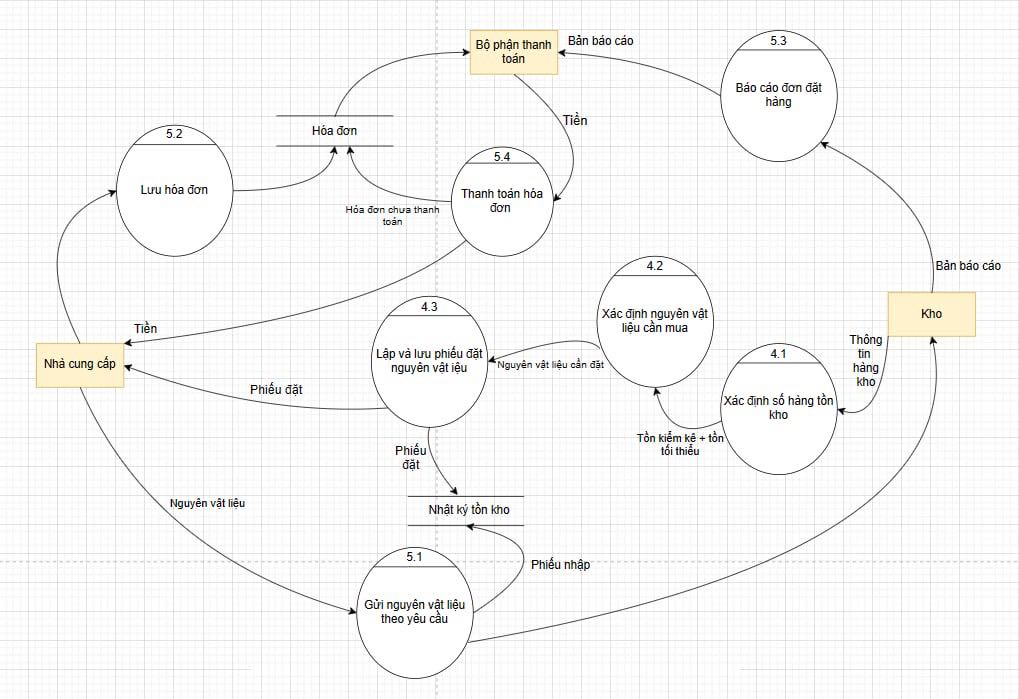 Bộ phận thanh
toán
Bản báo cáo
5.3
Báo cáo đơn đặt
hàng
Tiền
Hóa đơn
5.2
Lưu hóa đơn
5.4
Thanh toán hóa
đơn
Hóa đơn chưa thanh
toán
Bản báo cáo
4.2
Xác định nguyên vật
liệu cần mua
Kho
4.3
Lập và lưu phiếu đặt
nguyên vật iệu
Tiền
Nhà cung cấp
Thông
tin
hàng
kho
4.1
Xác định số hàng tồn
kho
Nguyên vật liệu cần đặt
Phiếu đặt
Tồn kiểm kê + tồn
tối thiểu
Phiếu
đặt
Nguyên vật liệu
Nhật ký tồn kho
5.1
Phiếu nhập
Gửi nguyên vật liệu
theo yêu cầu